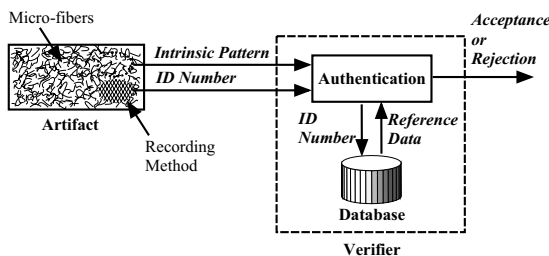 Micro-fibers
Intrinsic Pattern
ID Number
Artifact
Recording
Method
Authentication
Acceptance
or
Rejection
ID
Number
Reference
Data
Database
Verifier